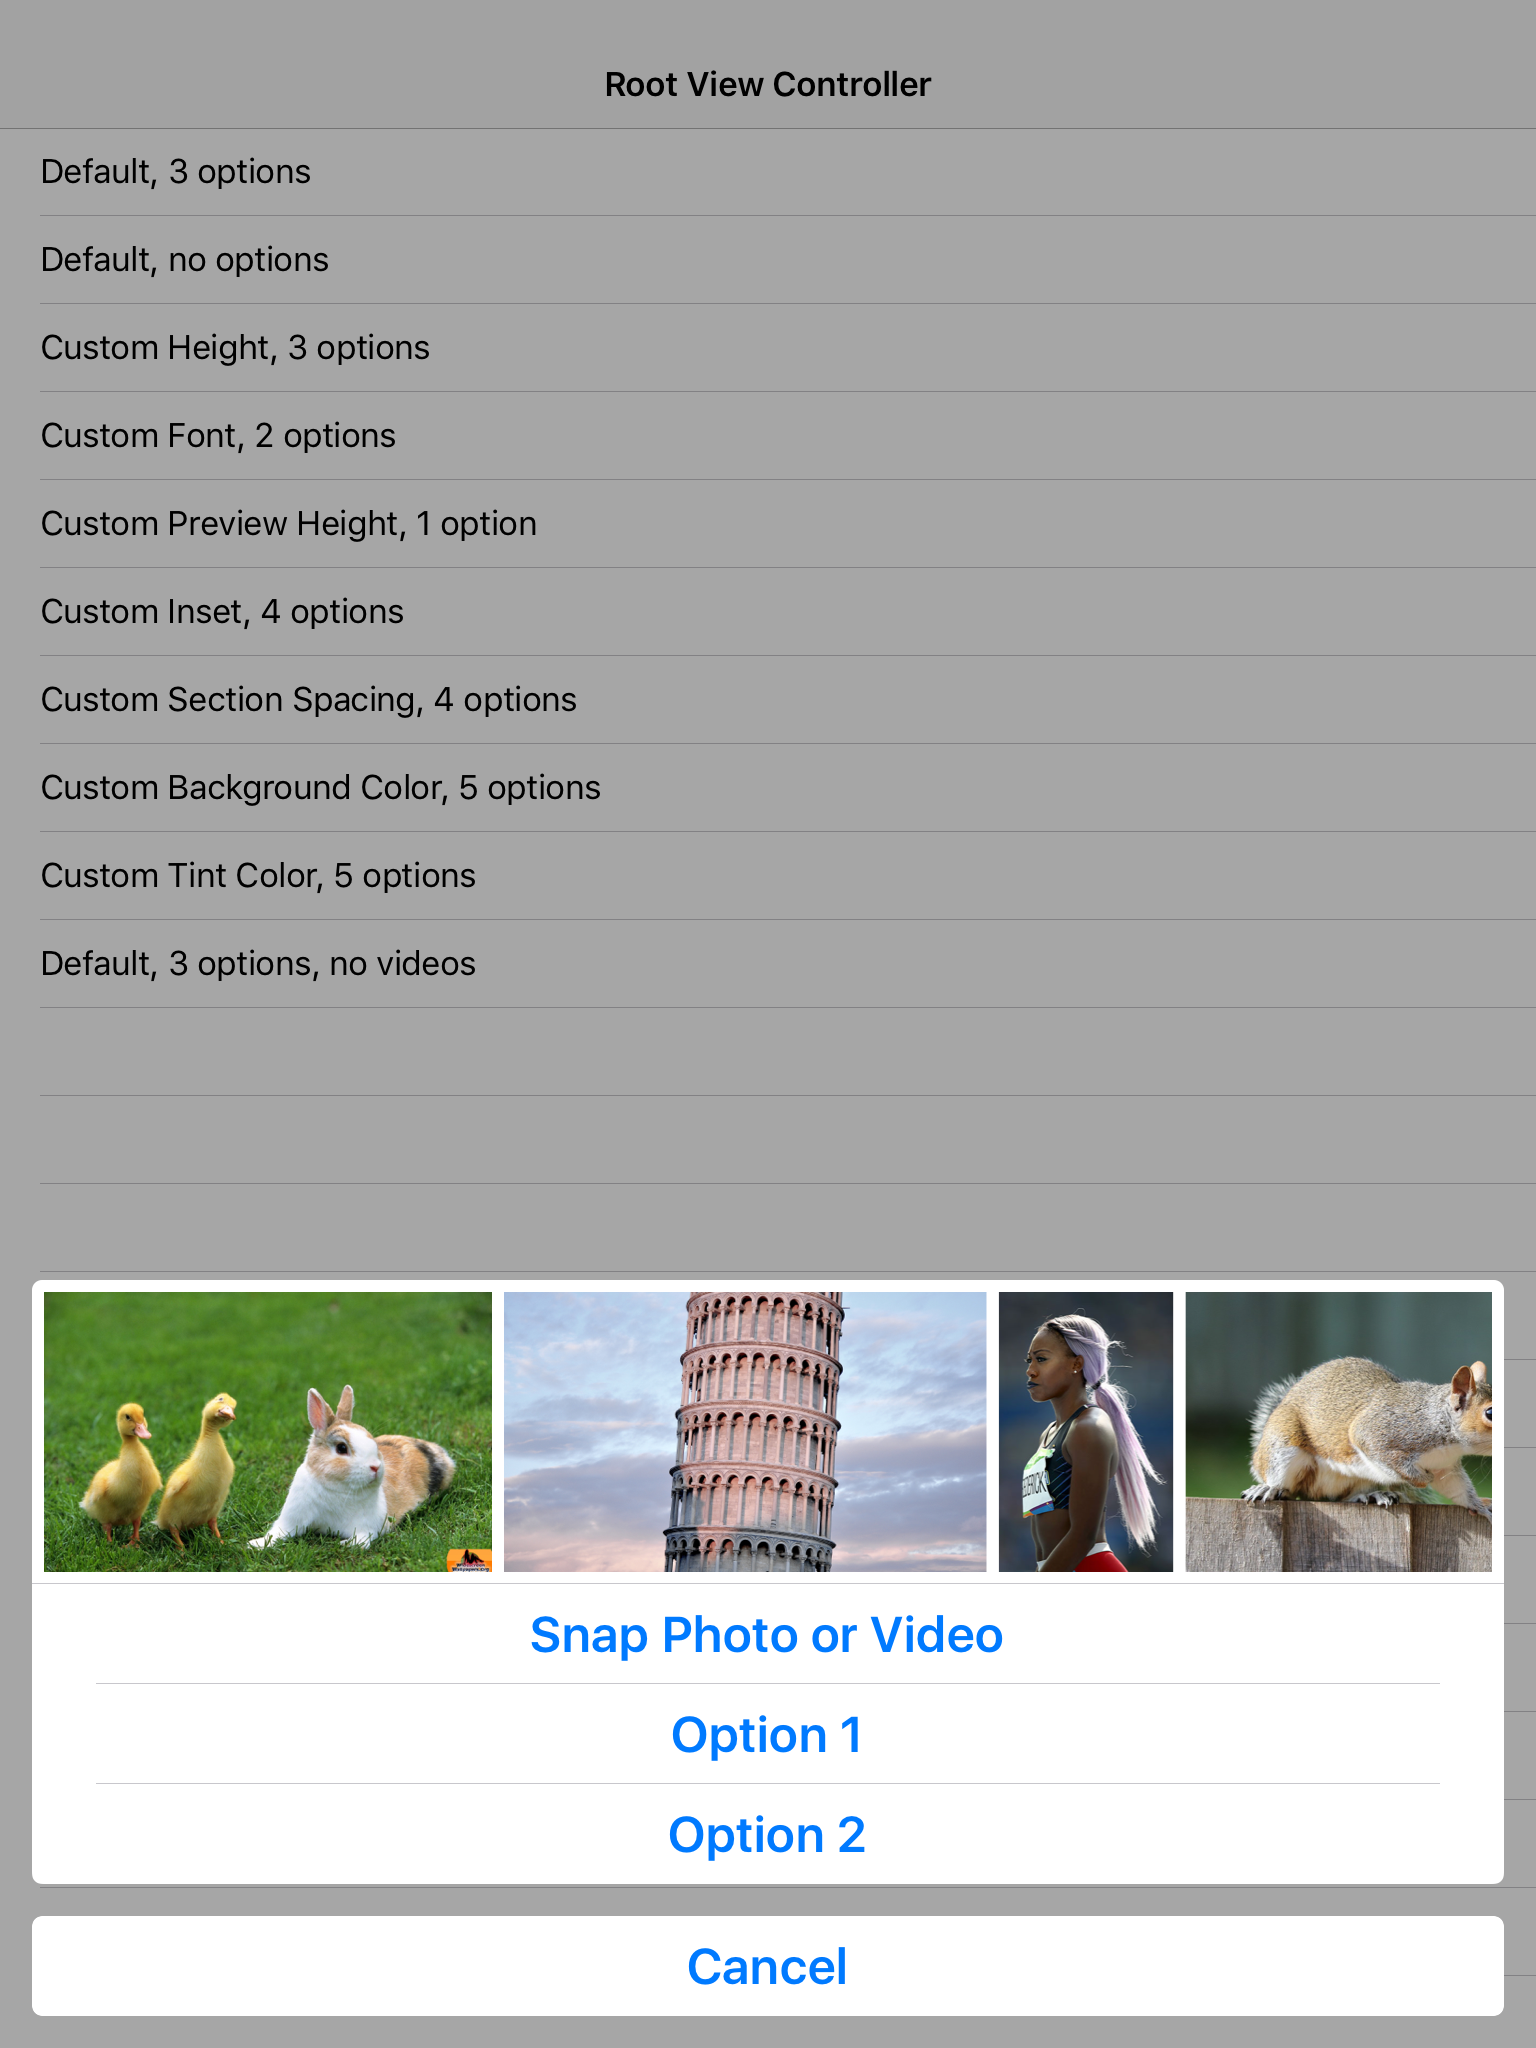 Root View Controller
Default, 3 options
Default, no options
Custom Height, 3 options
Custom Font, 2 options
Custom Preview Height, 1 option
Custom Inset, 4 options
Custom Section Spacing, 4 options
Custom Background Color, 5 options
Custom Tint Color, 5 options
Default, 3 options, no videos
Snap Photo or Video
Option 1
Option 2
Cancel